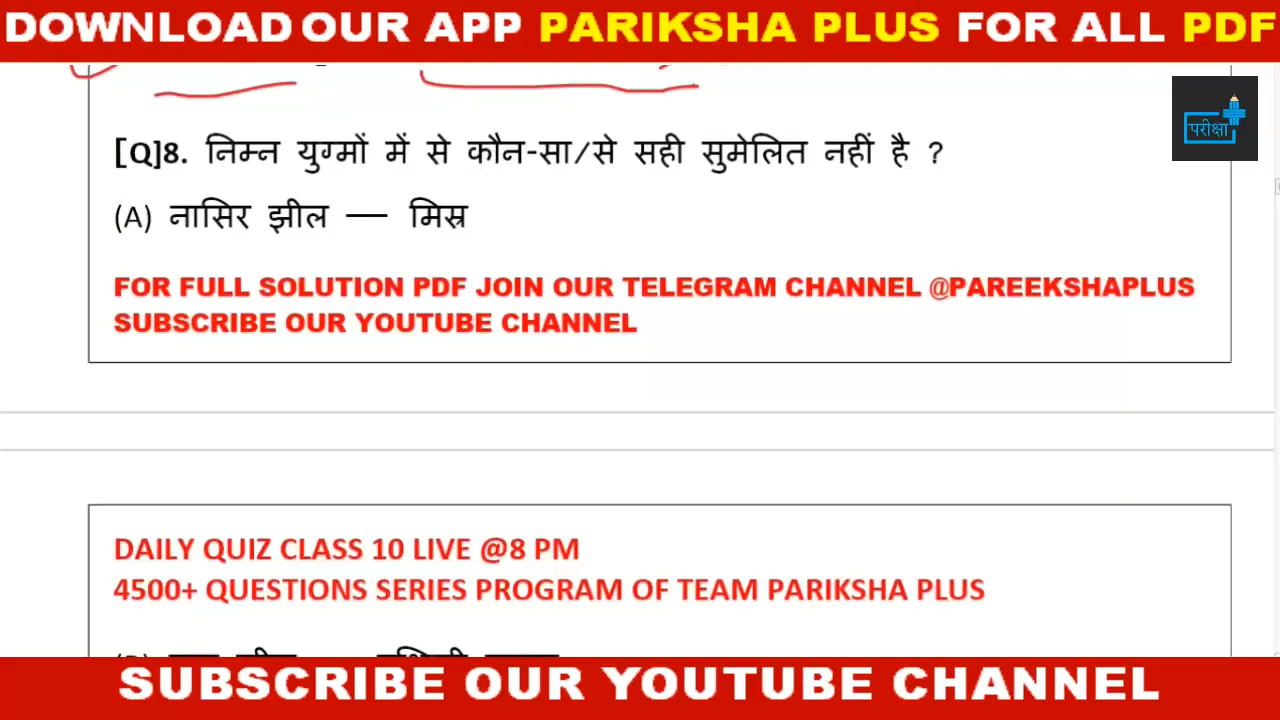 DOWNLOAD OUR APP PARIKSHA PLUS FOR ALL PDF
परीक्षा
[Q]8. निम्न युग्मों में से कौन-सा/से सही सुमेलित नहीं है ?
(A) नासिर झील — मिस्र
FOR FULL SOLUTION PDF JOIN OUR TELEGRAM CHANNEL @PAREEKSHAPLUS
SUBSCRIBE OUR YOUTUBE CHANNEL
DAILY QUIZ CLASS 10 LIVE @8 PM
4500+ QUESTIONS SERIES PROGRAM OF TEAM PARIKSHA PLUS
SUBSCRIBE OUR YOUTUBE CHANNEL